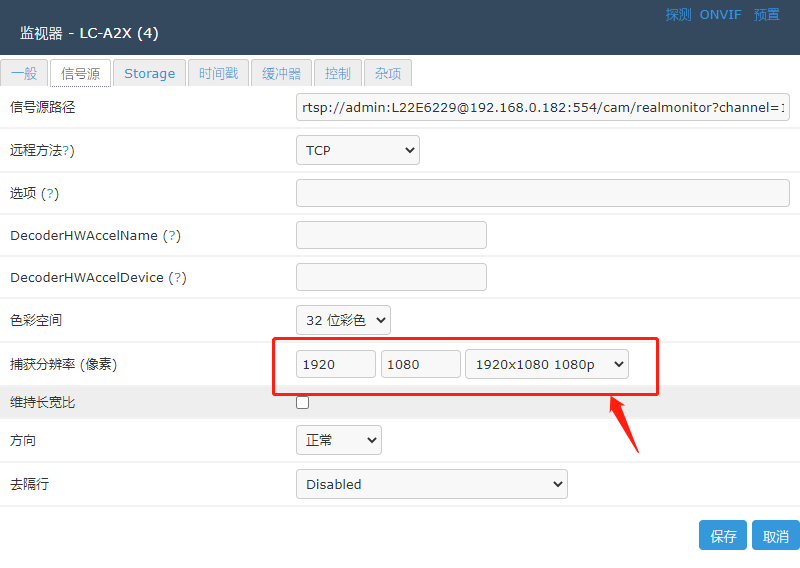 探测 ONVIF 预置
监视器 - LC-A2X (4)
一般 信号源 Storage 时间戳 缓冲器 控制 杂项
信号源路径 rtsp://admin:L22E6229@192.168.0.182:554/cam/realmonitor?channel=1
远程方法?) TCP
选项 (?)
DecoderHWAccelName (?)
DecoderHWAccelDevice (?)
色彩空间 32 位彩色
捕获分辨率 (像素) 1920 1080 1920x1080 1080p
维持长宽比
方向 正常
去隔行 Disabled
保存 取消